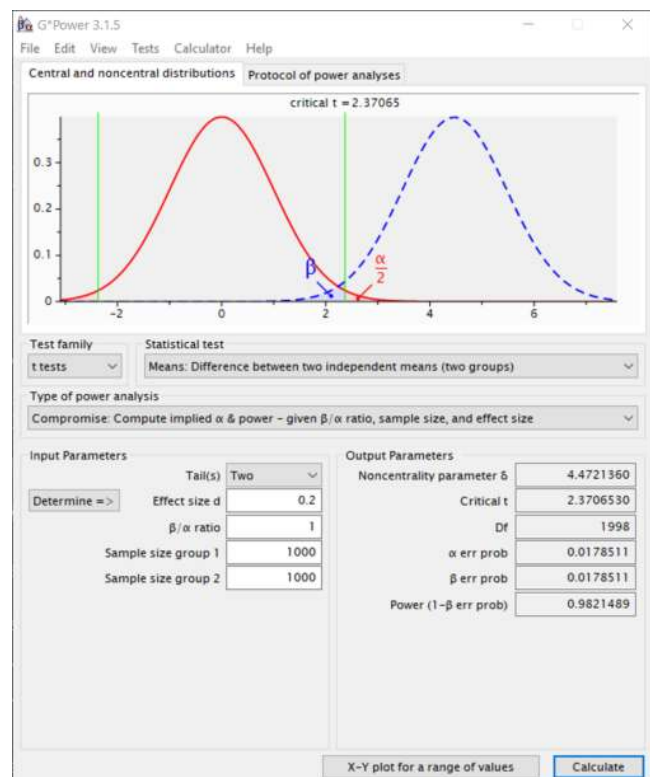 G*Power 3.1.5
File Edit View Tests Calculator Help
Central and noncentral distributions Protocol of power analyses
critical t = 2.37065
0.3
0.2
0.1
0
β
α
2
-2 0 2 4 6
Test family Statistical test
t tests Means: Difference between two independent means (two groups)
Type of power analysis
Compromise: Compute implied α & power – given β/α ratio, sample size, and effect size
Input Parameters Output Parameters
Tail(s) Two Noncentrality parameter δ 4.4721360
Determine => Effect size d 0.2 Critical t 2.3706530
β/α ratio 1 Df 1998
Sample size group 1 1000 α err prob 0.0178511
Sample size group 2 1000 β err prob 0.0178511
Power (1-β err prob) 0.9821489
X-Y plot for a range of values Calculate